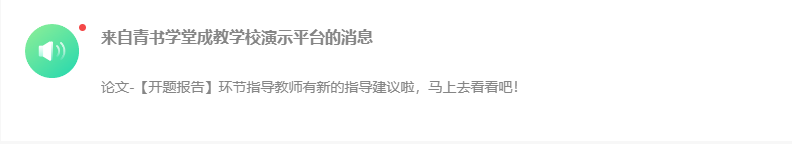 来自青书学堂成教学校演示平台的消息
论文-【开题报告】环节指导教师有新的指导建议啦，马上去看看吧！